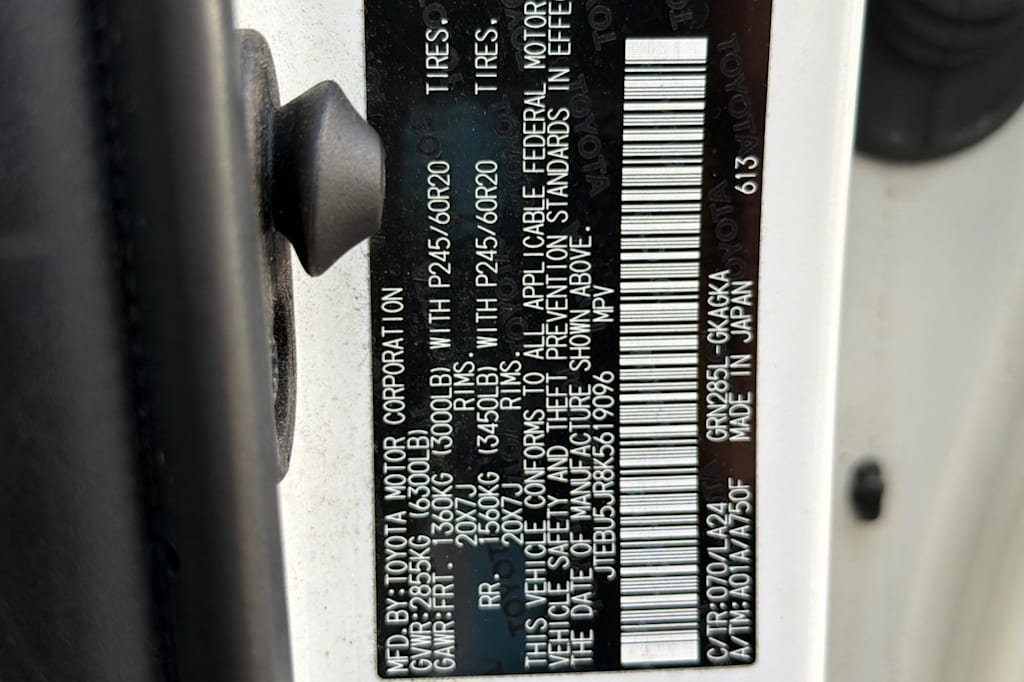 MFD.BY:TOYOTA MOTOR CORPORATION
GVWR:2855KG (6300LB)
GAWR:FRT. 1360KG (3000LB) WITH P245/60R20 TIRES.
20X7J RIMS.
RR. 1560KG (3450LB) WITH P245/60R20 TIRES.
20X7J RIMS.
THIS VEHICLE CONFORMS TO ALL APPLICABLE FEDERAL MOTOR
VEHICLE SAFETY AND THEFT PREVENTION STANDARDS IN EFFE
THE DATE OF MANUFACTURE SHOWN ABOVE.
JTEBU5JR8K5619096 MPV
C/TR:070/LA24 GRN285L-GKAGKA 613
A/TM:A01A/A750F MADE IN JAPAN